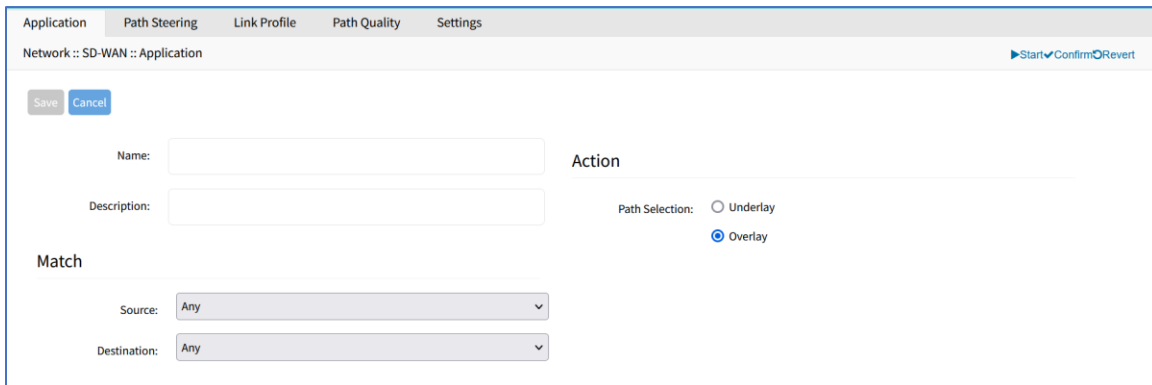 Application Path Steering Link Profile Path Quality Settings
Network :: SD-WAN :: Application
Start Confirm Revert
Save Cancel
Name:
Description:
Match
Source: Any
Destination: Any
Action
Path Selection: Underlay
Overlay